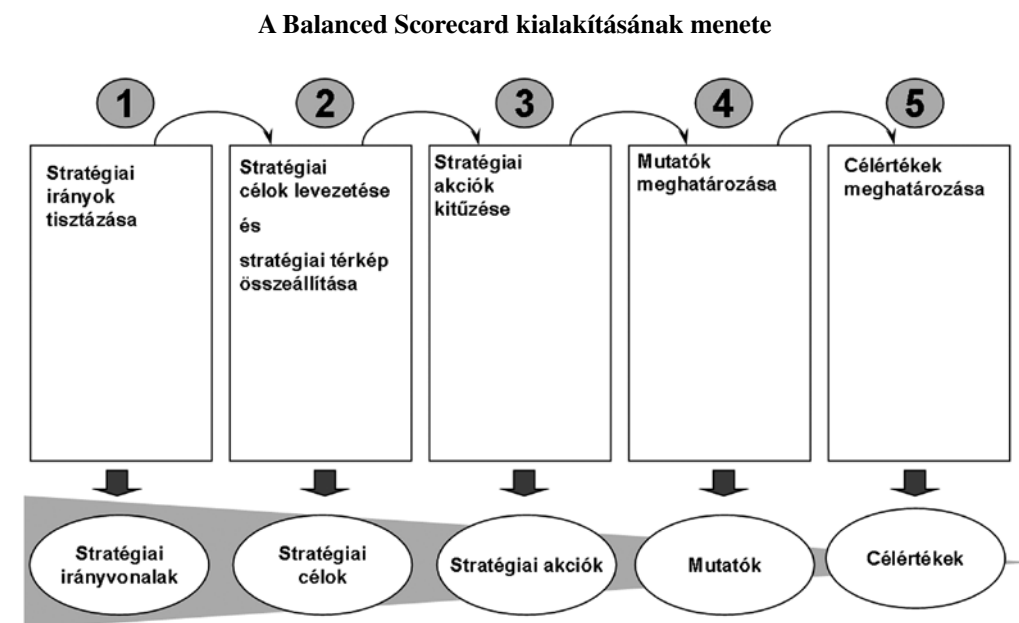 A Balanced Scorecard kialakításának menete
1
2
3
4
5
Stratégiai
irányok
tisztázása
Stratégiai
célok levezetése
és
stratégiai térkép
összeállítása
Stratégiai
akciók
kitűzése
Mutatók
meghatározása
Célértékek
meghatározása
Stratégiai
irányvonalak
Stratégiai
célok
Stratégiai akciók
Mutatók
Célértékek